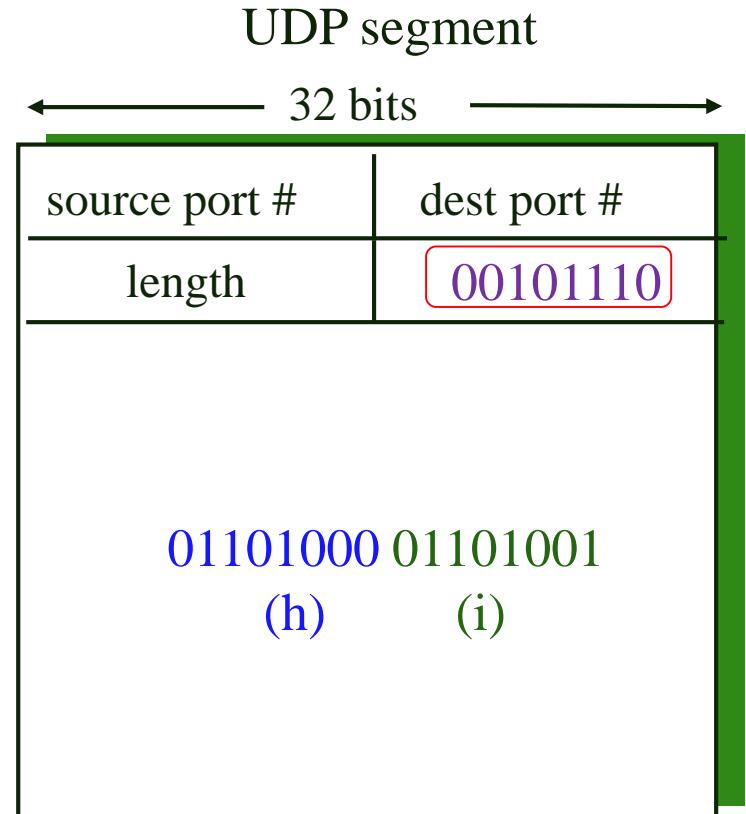 UDP segment
32 bits
source port # dest port #
length 00101110
01101000 01101001
(h) (i)